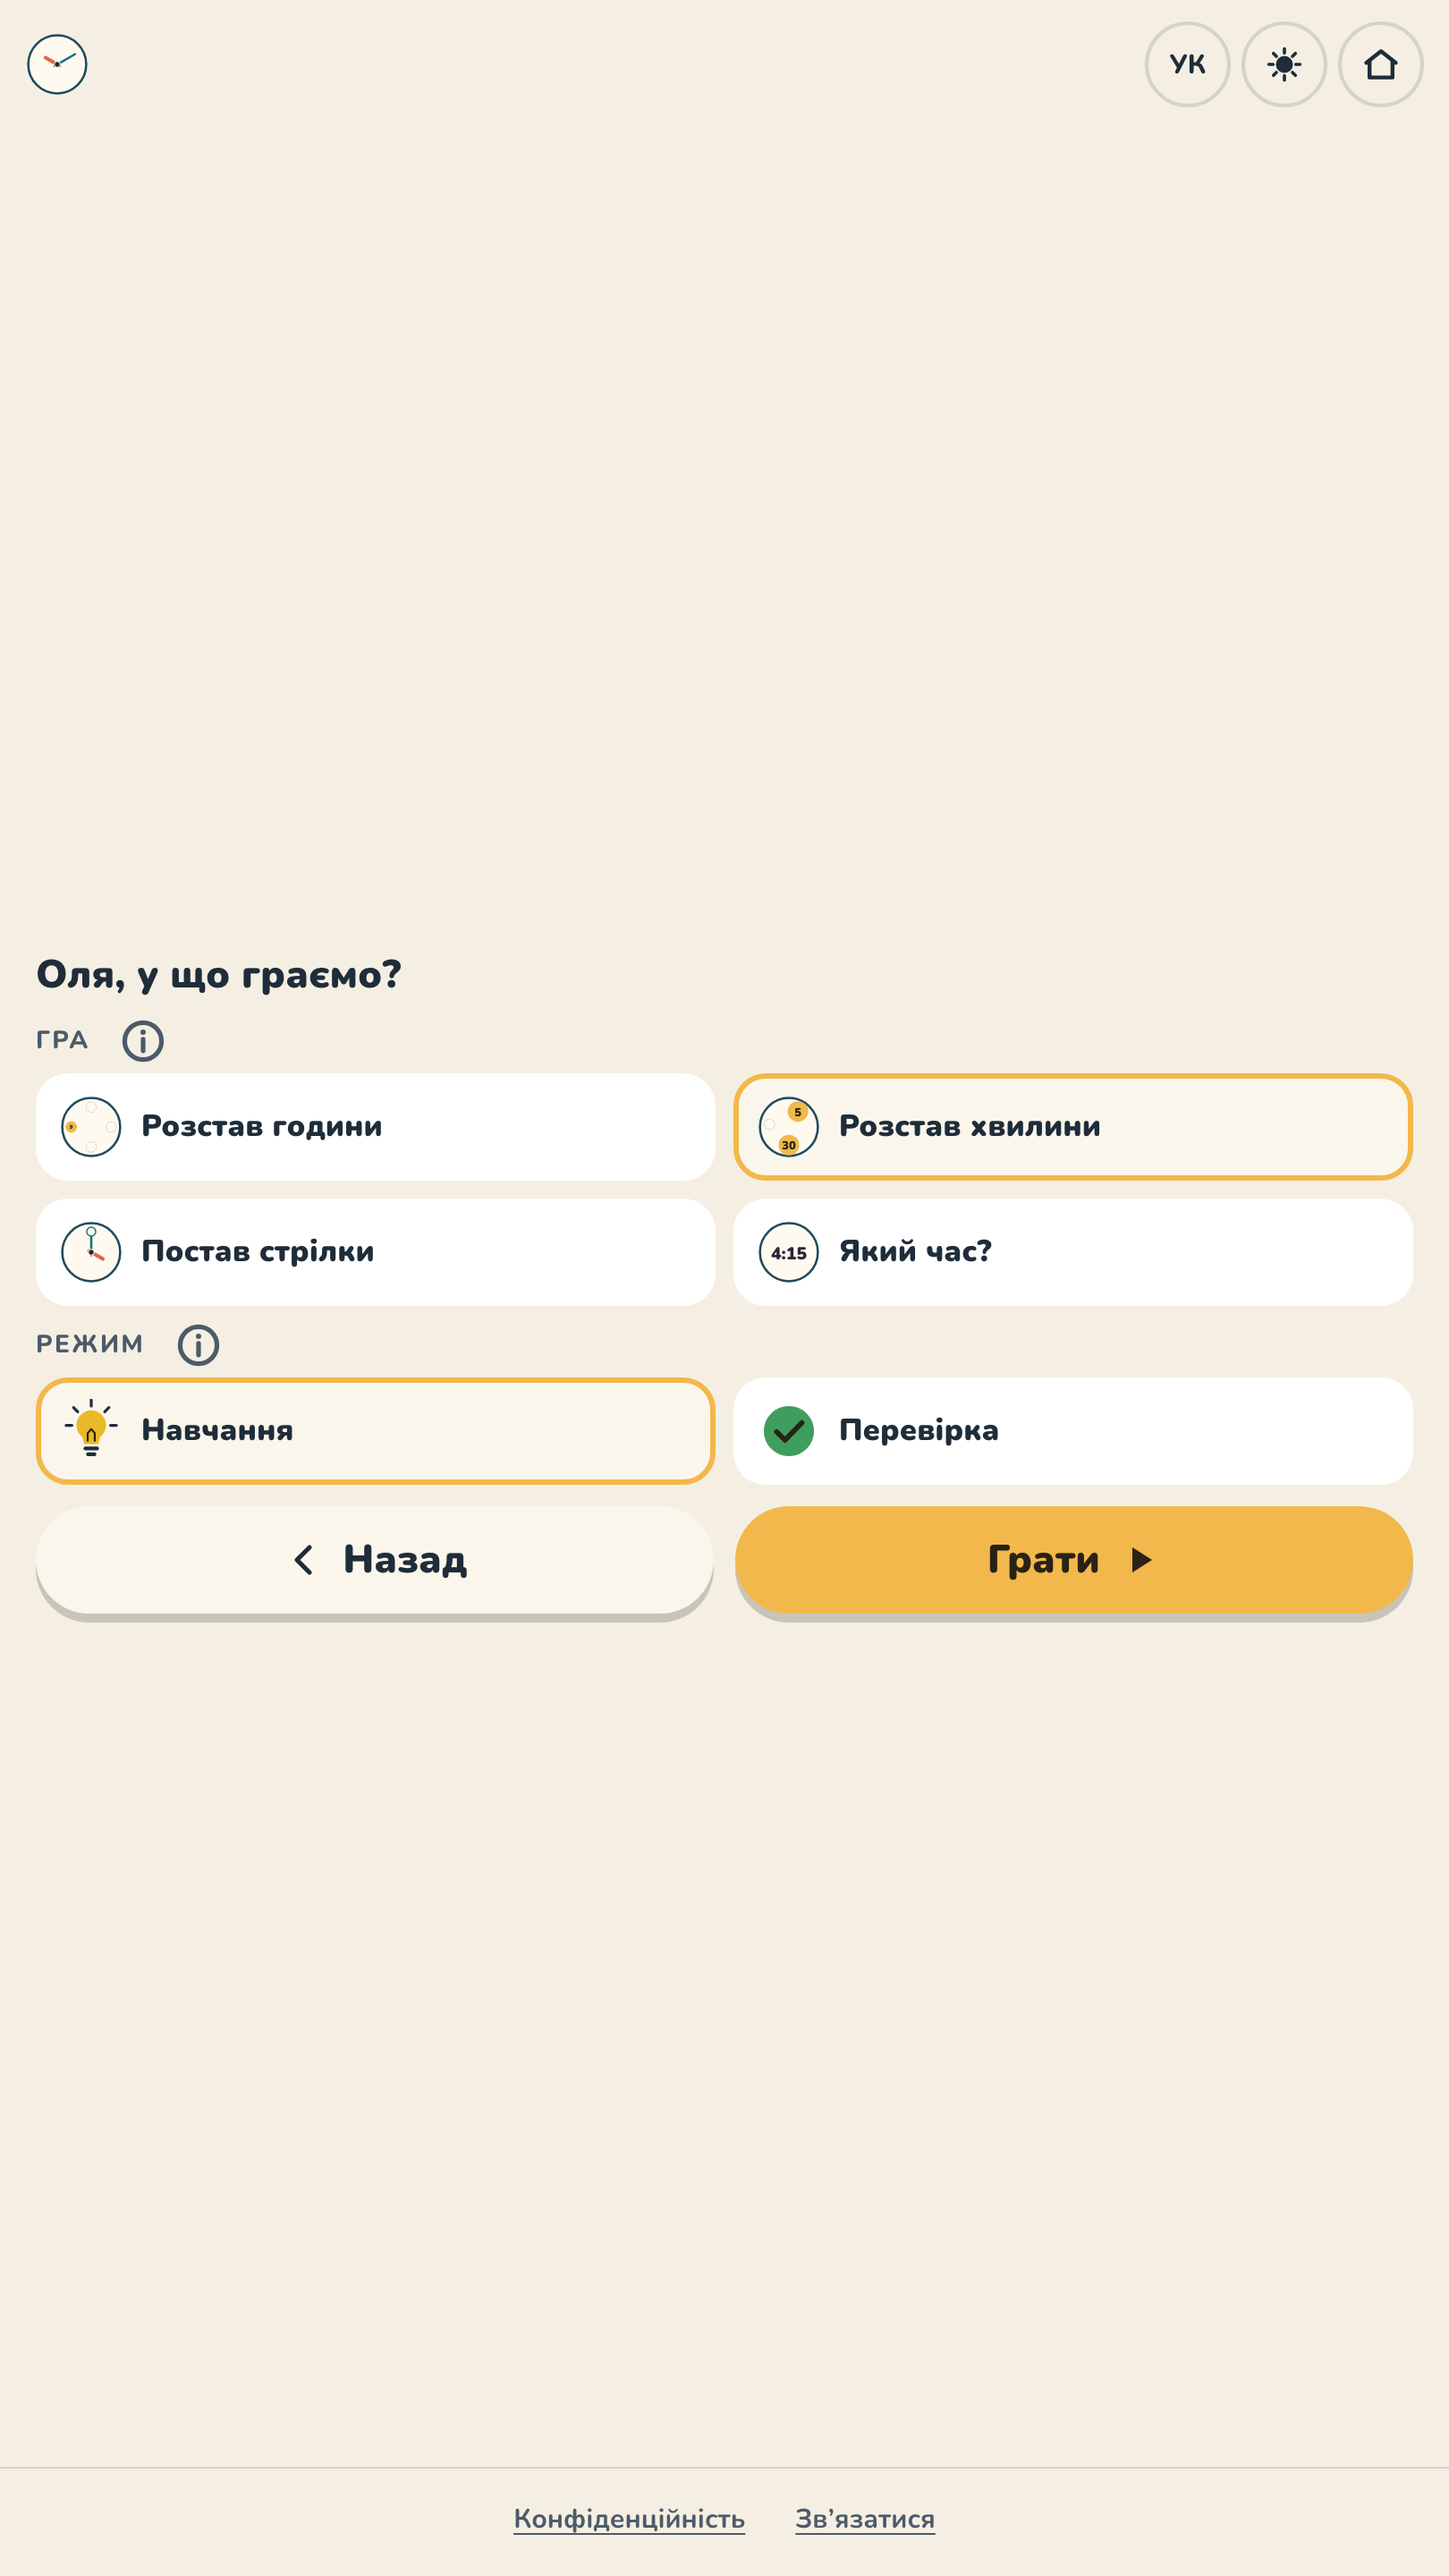 УК
Оля, у що граємо?
ГРА
Розстав години
5
30
Розстав хвилини
Постав стрілки
4:15
Який час?
РЕЖИМ
Навчання
Перевірка
Назад
Грати
Конфіденційність
Зв’язатися